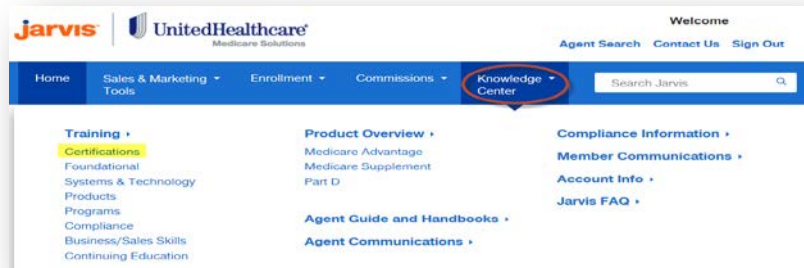 jarvis UnitedHealthcare®
Medicare Solutions
Welcome
Agent Search Contact Us Sign Out
Home
Sales & Marketing
Tools
Enrollment
Commissions
Knowledge
Center
Search Jarvis
Training
Certifications
Foundational
Systems & Technology
Products
Programs
Compliance
Business/Sales Skills
Continuing Education
Product Overview
Medicare Advantage
Medicare Supplement
Part D
Agent Guide and Handbooks
Agent Communications
Compliance Information
Member Communications
Account Info
Jarvis FAQ